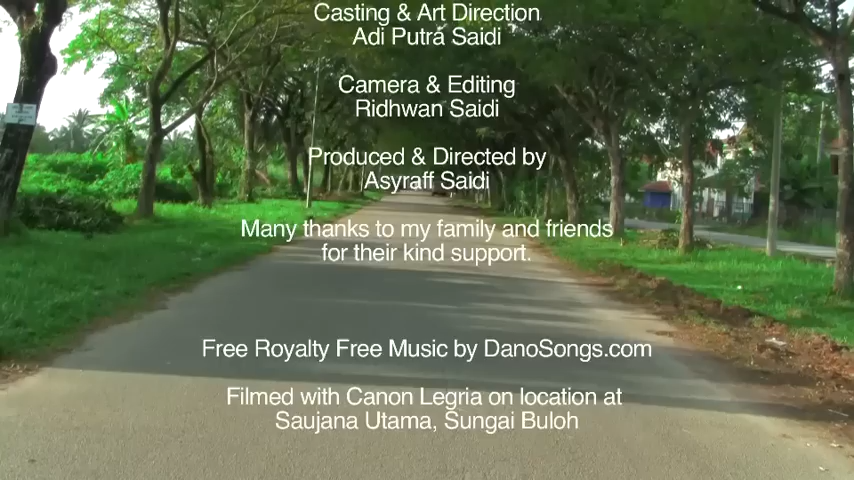 Casting & Art Direction
Adi Putra Saidi
Camera & Editing
Ridhwan Saidi
Produced & Directed by
Asyraff Saidi
Many thanks to my family and friends
for their kind support.
Free Royalty Free Music by DanoSongs.com
Filmed with Canon Legria on location at
Saujana Utama, Sungai Buloh